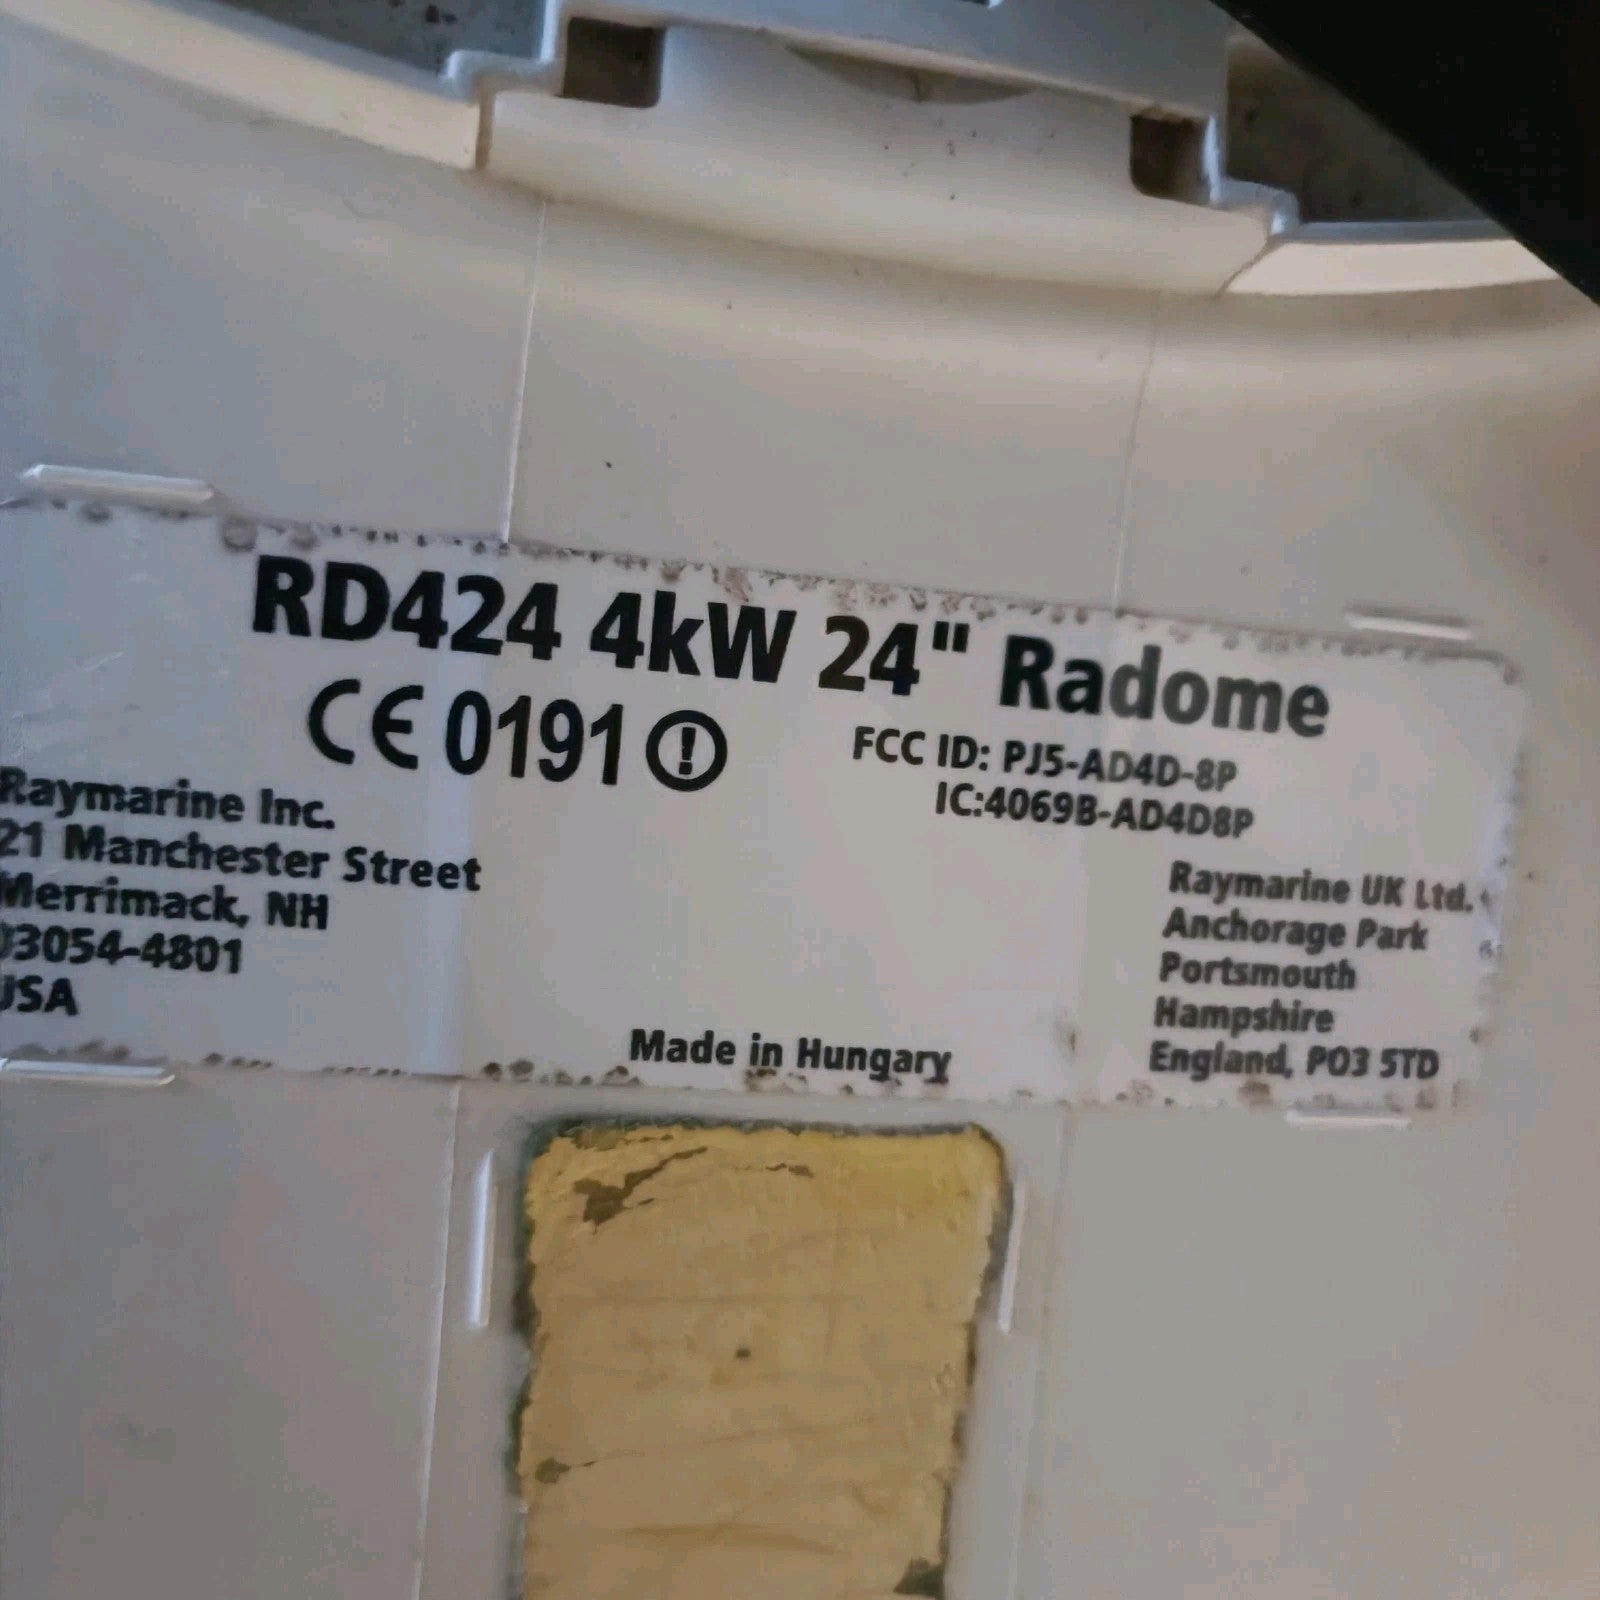 RD424 4kW 24" Radome
CE 0191
FCC ID: PJ5-AD4D-8P
IC:4069B-AD4D8P
Raymarine Inc.
21 Manchester Street
Merrimack, NH
03054-4801
USA
Made in Hungary
Raymarine UK Ltd.
Anchorage Park
Portsmouth
Hampshire
England, PO3 5TD